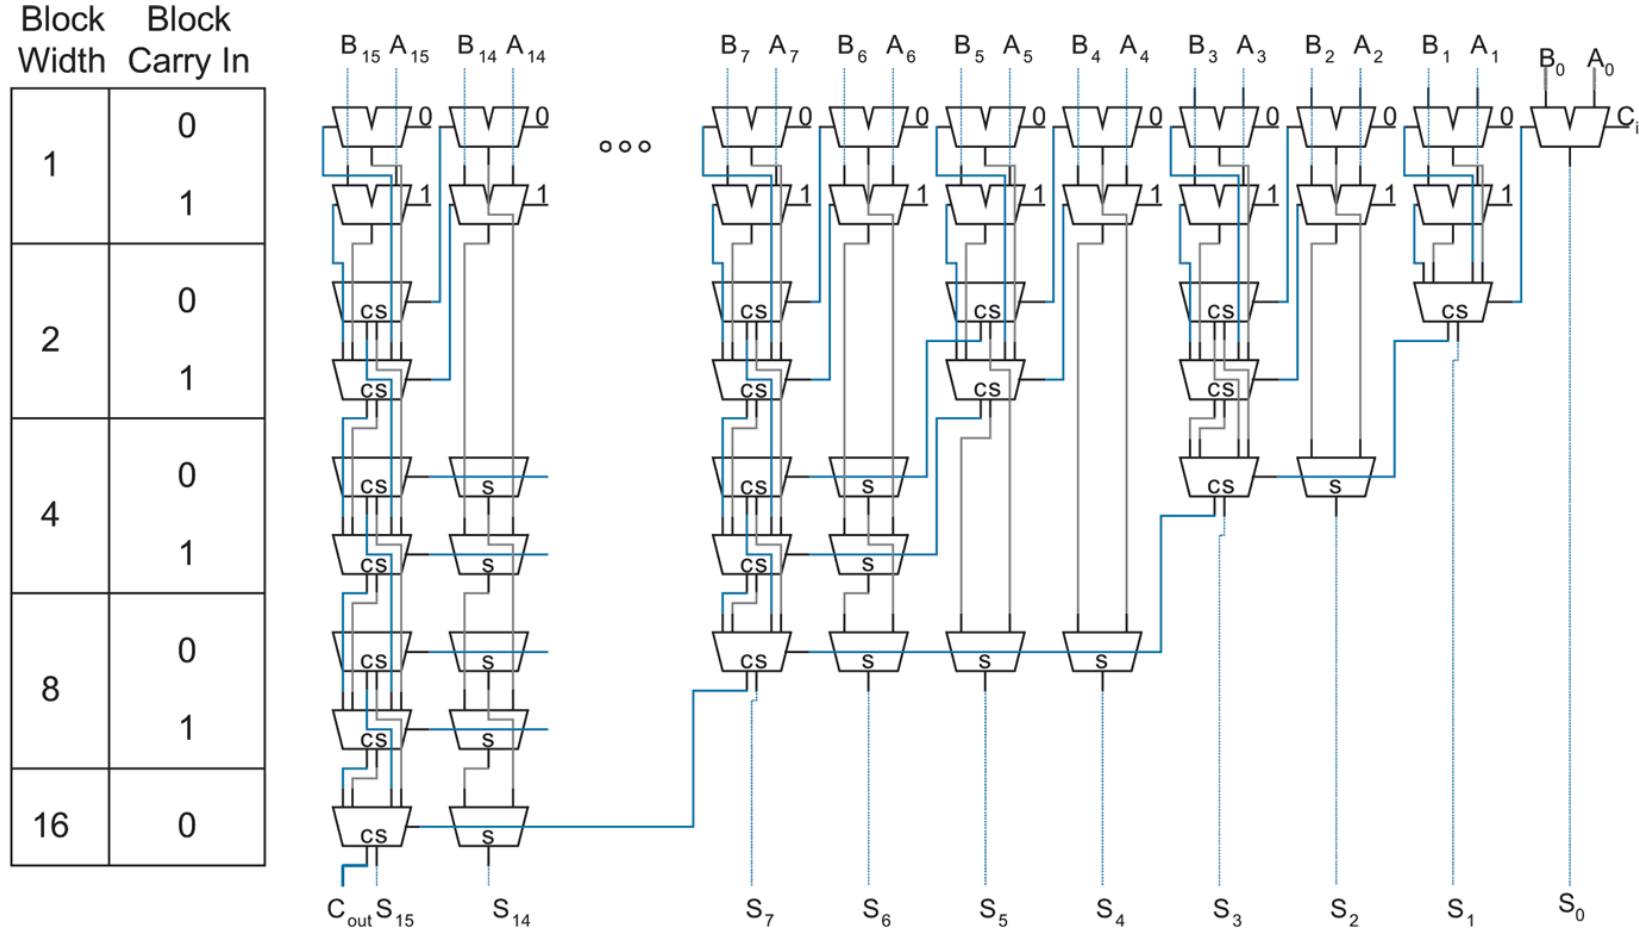 Block Block
Width Carry In
B15 A15 B14 A14 B7 A7 B6 A6 B5 A5 B4 A4 B3 A3 B2 A2 B1 A1 B0 A0
0 0 0 0 0 0 0 0 0 0 Ci
1
1 1 1 1 1 1 1 1 1 1
0 CS CS CS CS CS
2
1 CS CS CS CS
0 CS S CS S CS S
4
1 CS S CS S
0 CS S CS S S S
8
1 CS S
16 0 CS S
Cout S15 S14 S7 S6 S5 S4 S3 S2 S1 S0